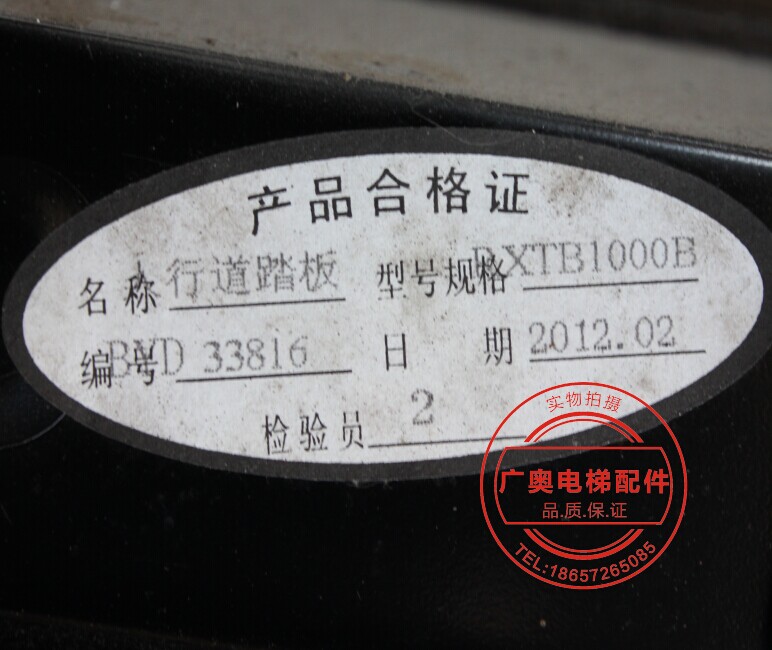 产品合格证
名称 人行道踏板 型号规格 RXTB1000B
编号 BYD 33816 日期 2012.02
检验员 2
实物拍摄
广奥电梯配件
品.质.保.证
TEL:18657265085